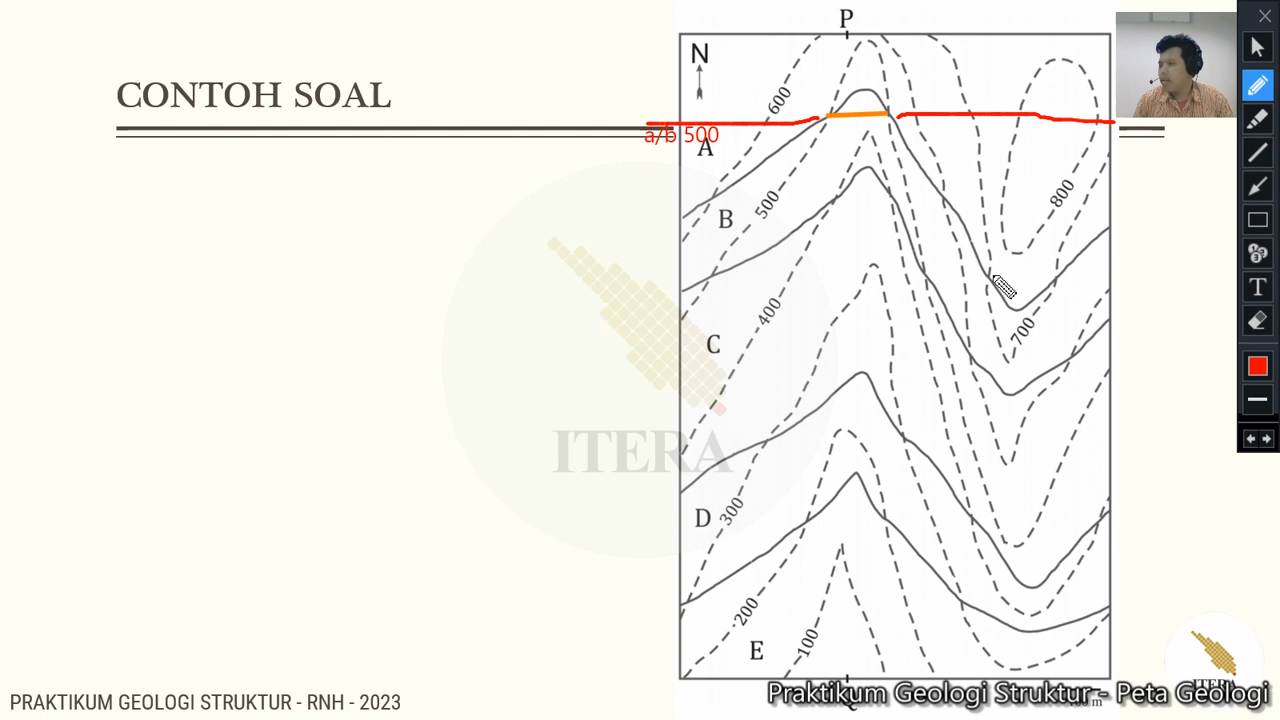 P
N
CONTOH SOAL
600
a/b 500
A
500
B
800
400
700
C
ITERA
D
300
200
100
E
ITERA
PRAKTIKUM GEOLOGI STRUKTUR - RNH - 2023
Praktikum Geologi Struktur - Peta Geologi
T